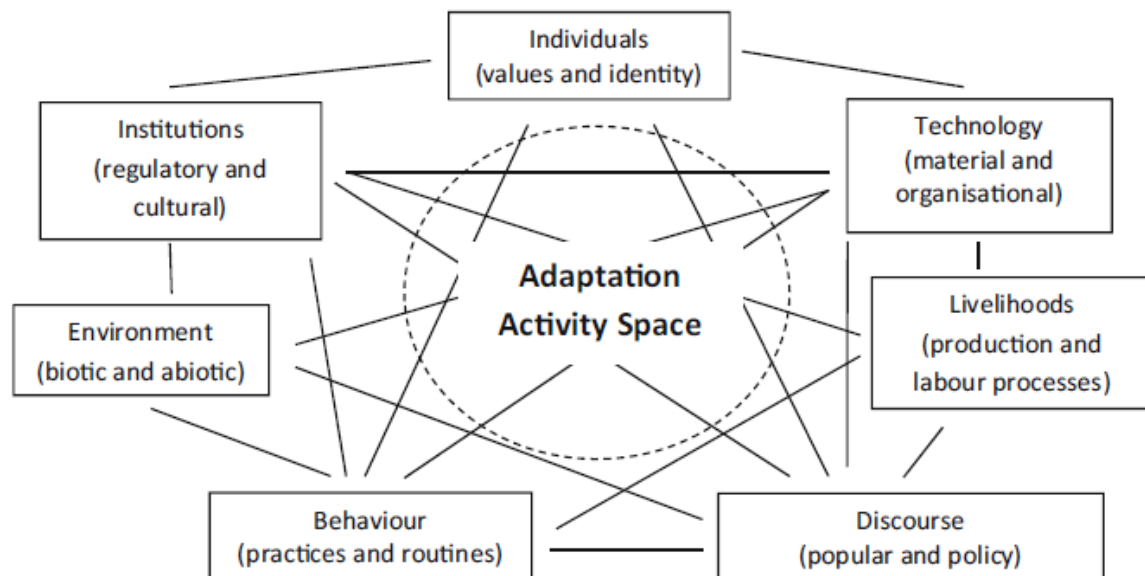 Individuals
(values and identity)
Institutions
(regulatory and
cultural)
Technology
(material and
organisational)
Adaptation
Activity Space
Environment
(biotic and abiotic)
Livelihoods
(production and
labour processes)
Behaviour
(practices and routines)
Discourse
(popular and policy)